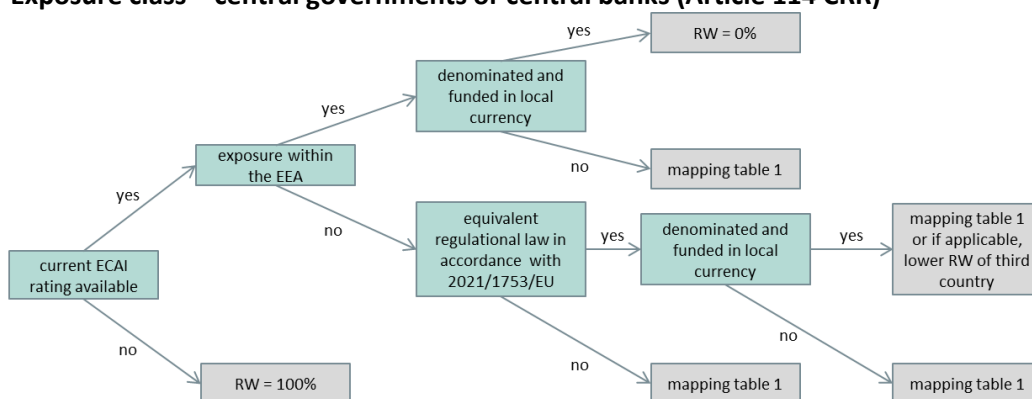 Exposure class – central governments or central banks (Article 114 CRR)
yes
RW = 0%
denominated and
funded in local
currency
yes
no
mapping table 1
exposure within
the EEA
yes
no
equivalent
regulational law in
accordance with
2021/1753/EU
yes
denominated and
funded in local
currency
yes
mapping table 1
or if applicable,
lower RW of third
country
current ECAI
rating available
no
RW = 100%
no
mapping table 1
no
mapping table 1